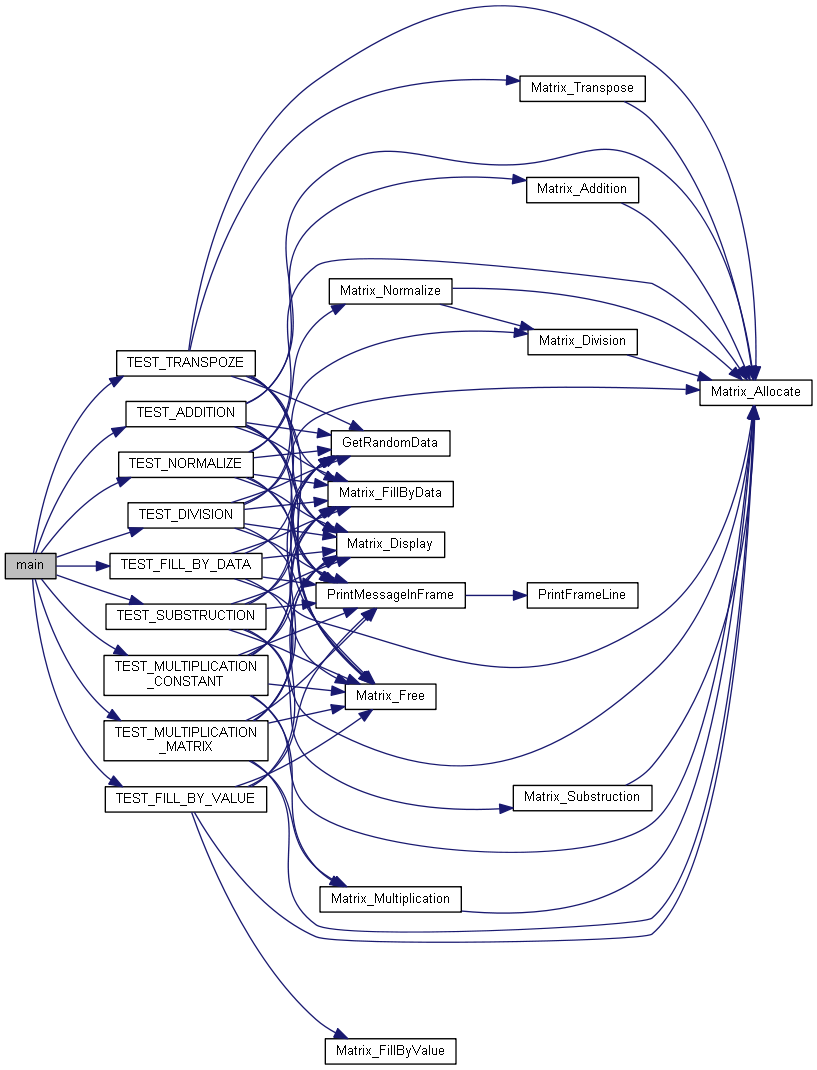 Matrix_Transpose
Matrix_Addition
Matrix_Normalize
Matrix_Division
TEST_TRANSPOZE
Matrix_Allocate
TEST_ADDITION
GetRandomData
TEST_NORMALIZE
Matrix_FillByData
TEST_DIVISION
Matrix_Display
main
TEST_FILL_BY_DATA
PrintMessageInFrame
PrintFrameLine
TEST_SUBSTRUCTION
TEST_MULTIPLICATION
_CONSTANT
Matrix_Free
TEST_MULTIPLICATION
_MATRIX
TEST_FILL_BY_VALUE
Matrix_Substruction
Matrix_Multiplication
Matrix_FillByValue